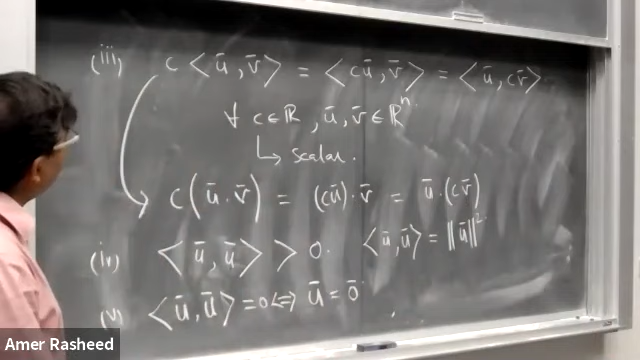 (iii) c < ū, v̄ > = < cū, v̄ > = < ū, cv̄ >
∀ c ∈ ℝ, ū, v̄ ∈ ℝⁿ.
↳ scalar.
c(ū · v̄) = (cū) · v̄ = ū · (cv̄)
(iv) < ū, ū > > 0. < ū, ū > = ||ū||²
(v) < ū, ū > = 0 <=> ū = 0̄
Amer Rasheed